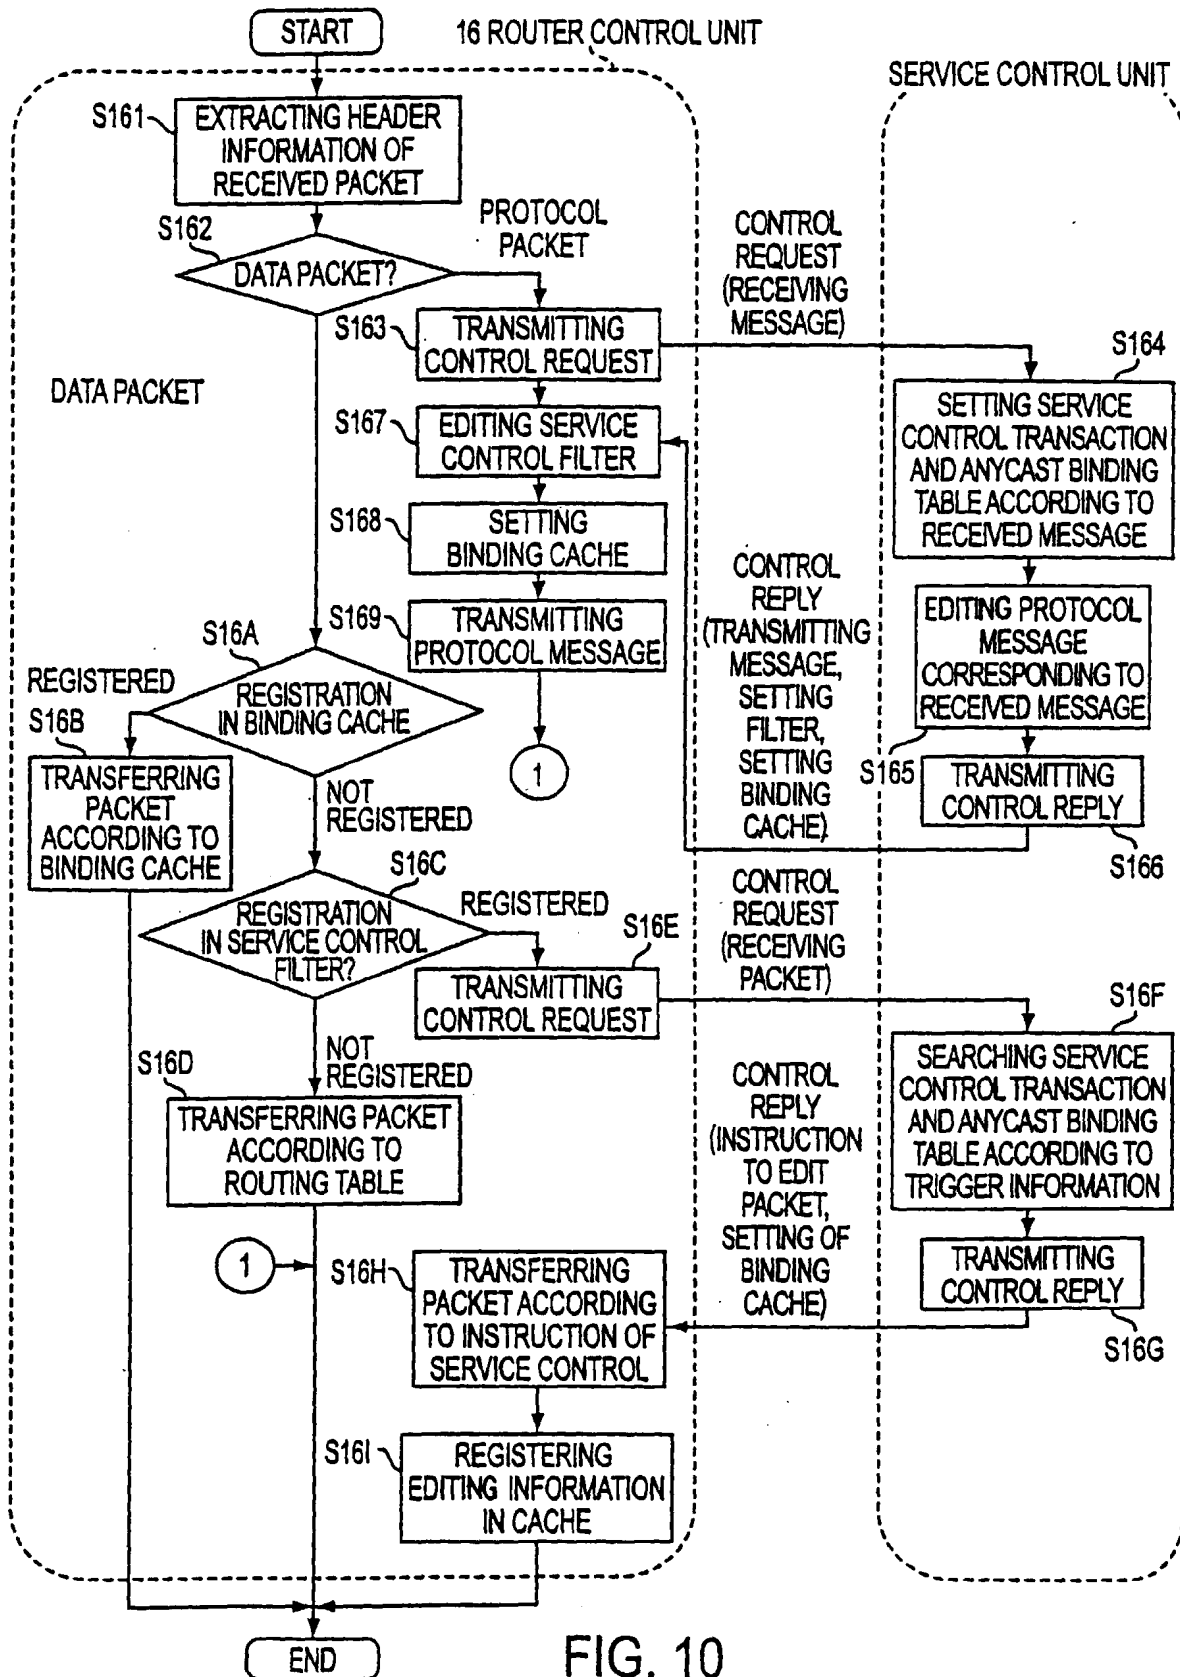 START
16 ROUTER CONTROL UNIT
SERVICE CONTROL UNIT
S161
EXTRACTING HEADER
INFORMATION OF
RECEIVED PACKET
S162
DATA PACKET?
PROTOCOL
PACKET
DATA PACKET
S163
TRANSMITTING
CONTROL REQUEST
CONTROL
REQUEST
(RECEIVING
MESSAGE)
S164
SETTING SERVICE
CONTROL TRANSACTION
AND ANYCAST BINDING
TABLE ACCORDING TO
RECEIVED MESSAGE
S167
EDITING SERVICE
CONTROL FILTER
S168
SETTING
BINDING CACHE
S169
TRANSMITTING
PROTOCOL MESSAGE
1
CONTROL
REPLY
(TRANSMITTING
MESSAGE,
SETTING
FILTER,
SETTING
BINDING
CACHE)
EDITING PROTOCOL
MESSAGE
CORRESPONDING TO
RECEIVED MESSAGE
S165
TRANSMITTING
CONTROL REPLY
S166
S16A
REGISTRATION
IN BINDING CACHE
REGISTERED
S16B
TRANSFERRING
PACKET
ACCORDING TO
BINDING CACHE
NOT
REGISTERED
S16C
REGISTRATION
IN SERVICE CONTROL
FILTER?
REGISTERED
S16E
TRANSMITTING
CONTROL REQUEST
CONTROL
REQUEST
(RECEIVING
PACKET)
S16F
SEARCHING SERVICE
CONTROL TRANSACTION
AND ANYCAST BINDING
TABLE ACCORDING TO
TRIGGER INFORMATION
NOT
REGISTERED
S16D
TRANSFERRING PACKET
ACCORDING TO
ROUTING TABLE
1
CONTROL
REPLY
(INSTRUCTION
TO EDIT
PACKET,
SETTING OF
BINDING
CACHE)
TRANSMITTING
CONTROL REPLY
S16G
S16H
TRANSFERRING
PACKET ACCORDING
TO INSTRUCTION OF
SERVICE CONTROL
S16I
REGISTERING
EDITING INFORMATION
IN CACHE
END
FIG. 10